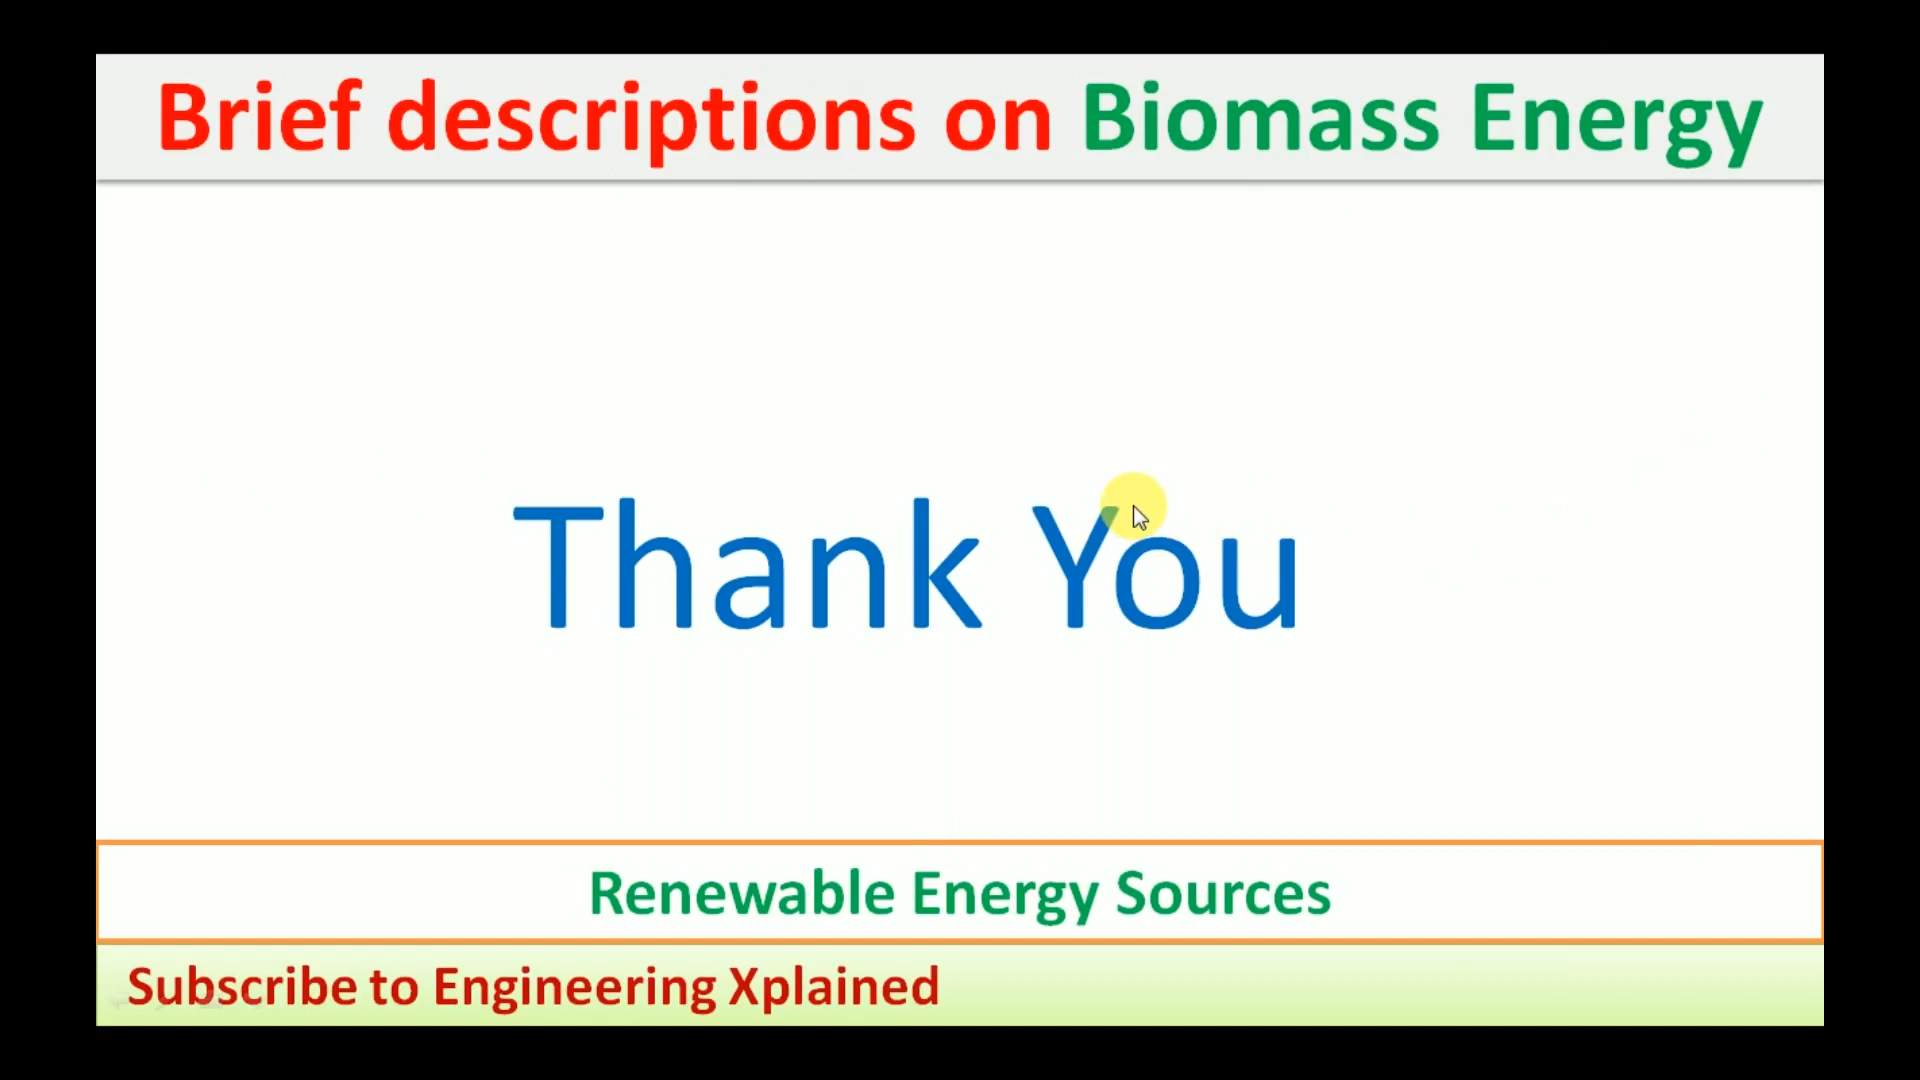 Brief descriptions on Biomass Energy
Thank You
Renewable Energy Sources
Subscribe to Engineering Xplained